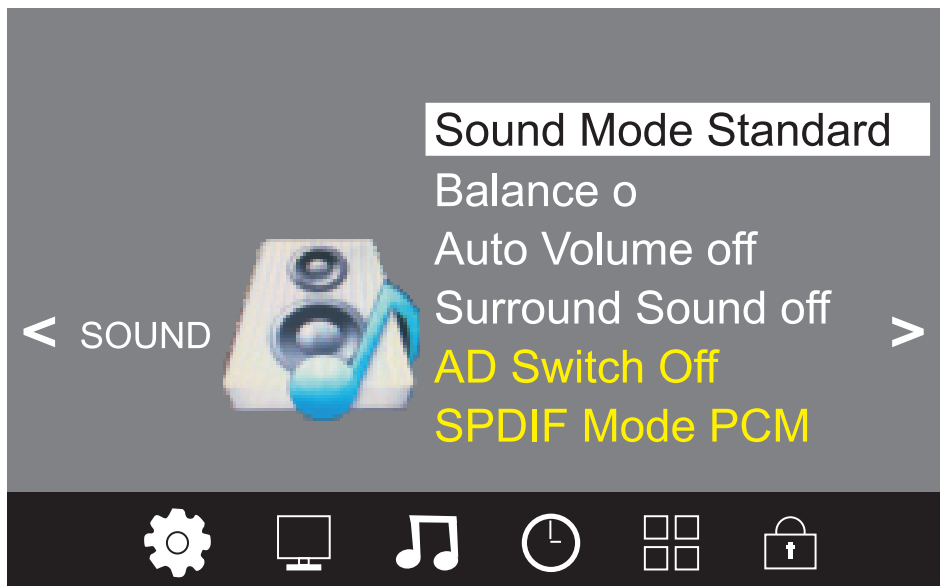 Sound Mode Standard
Balance o
Auto Volume off
Surround Sound off
< SOUND >
AD Switch Off
SPDIF Mode PCM